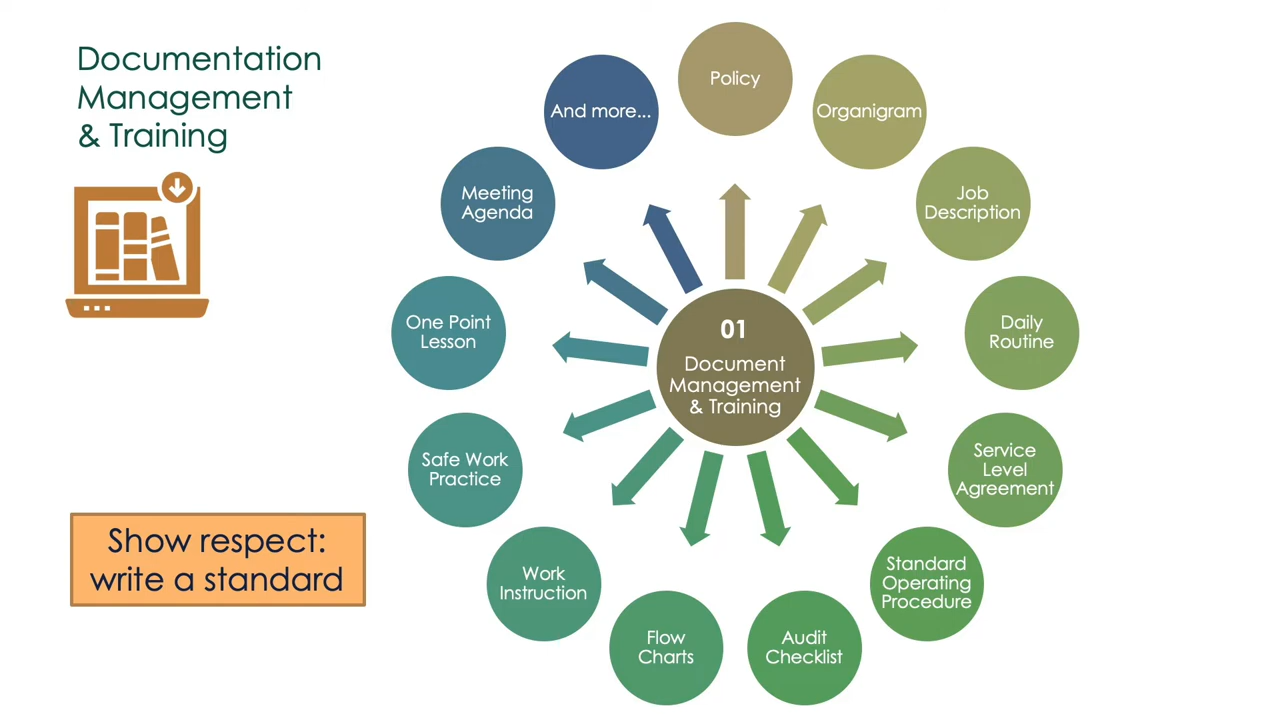 Documentation
Management
& Training
Show respect:
write a standard
01
Document
Management
& Training
Policy
Organigram
Job
Description
Daily
Routine
Service
Level
Agreement
Standard
Operating
Procedure
Audit
Checklist
Flow
Charts
Work
Instruction
Safe Work
Practice
One Point
Lesson
Meeting
Agenda
And more...